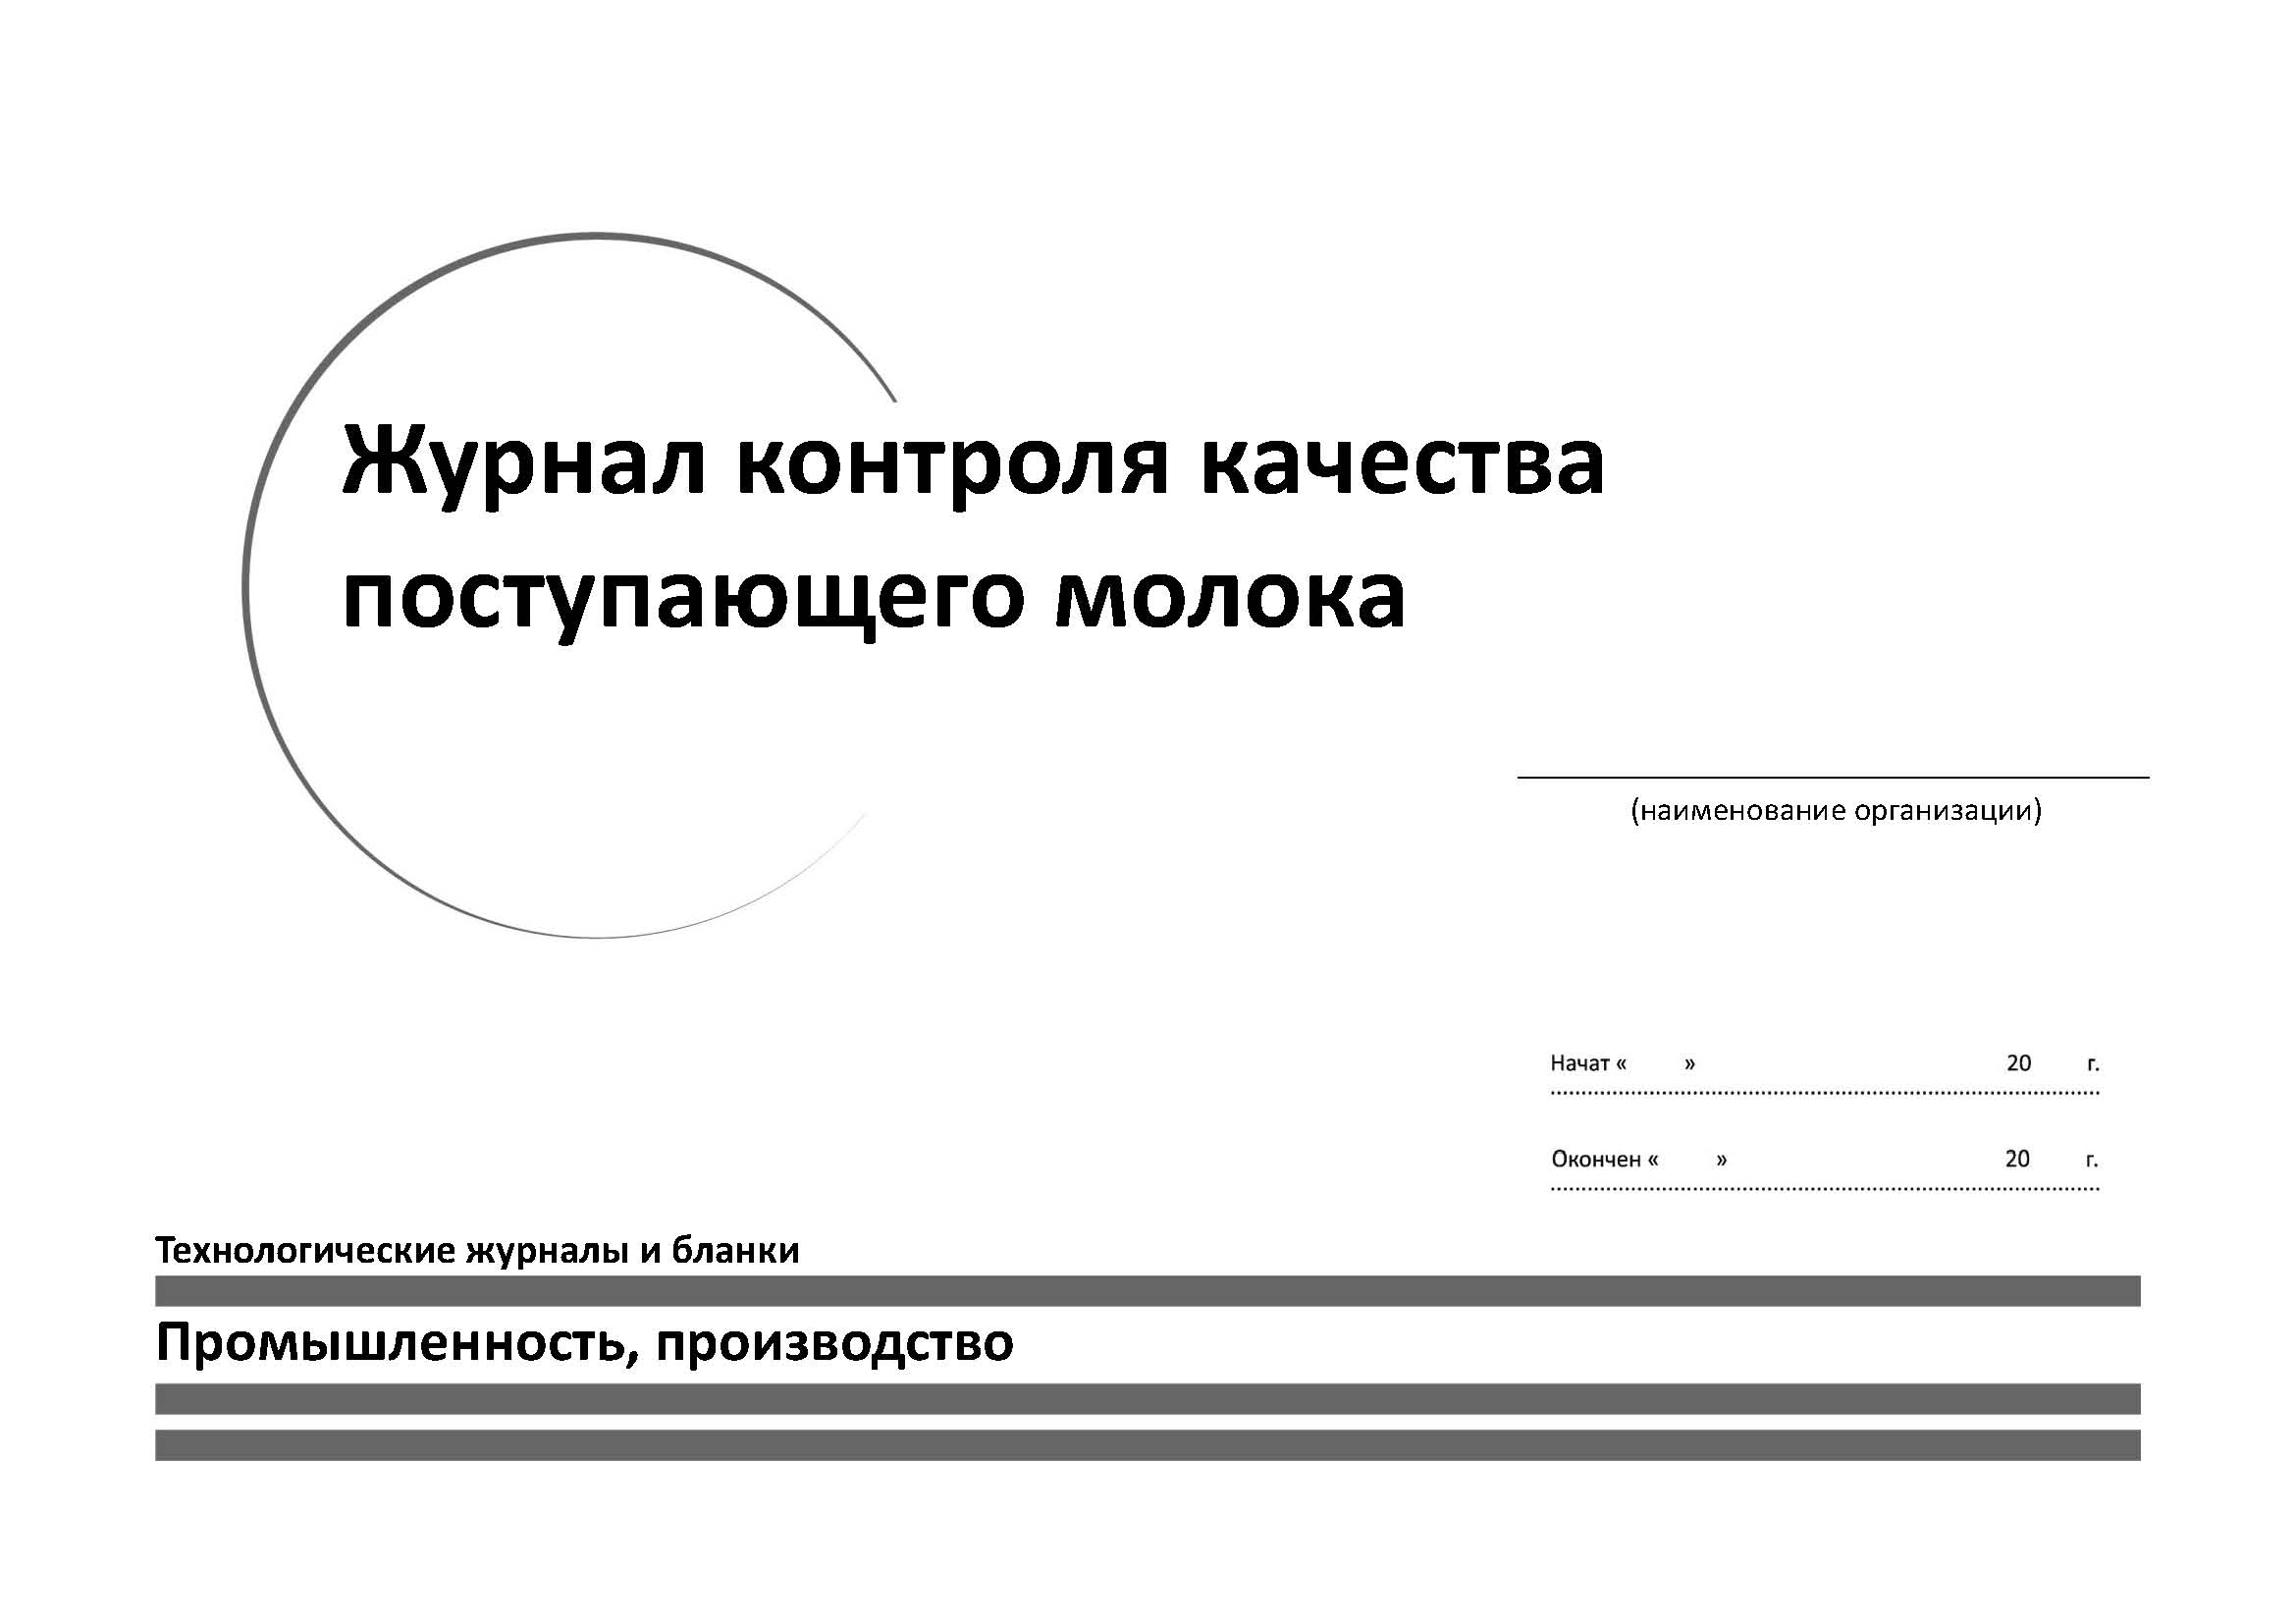 Журнал контроля качества
поступающего молока
(наименование организации)
Начат « » 20 г.
Окончен « » 20 г.
Технологические журналы и бланки
Промышленность, производство